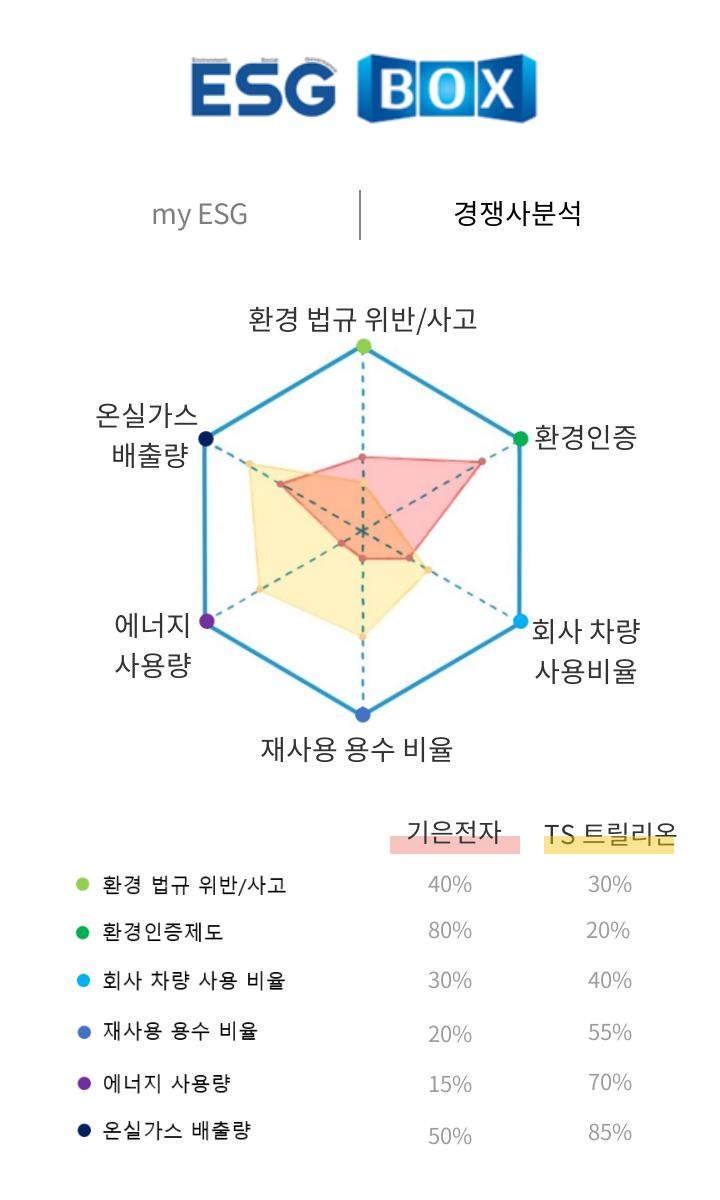 Environment Social Governance
ESG BOX
my ESG 경쟁사분석
환경 법규 위반/사고
온실가스
배출량
환경인증
에너지
사용량
회사 차량
사용비율
재사용 용수 비율
기은전자 TS 트릴리온
환경 법규 위반/사고 40% 30%
환경인증제도 80% 20%
회사 차량 사용 비율 30% 40%
재사용 용수 비율 20% 55%
에너지 사용량 15% 70%
온실가스 배출량 50% 85%